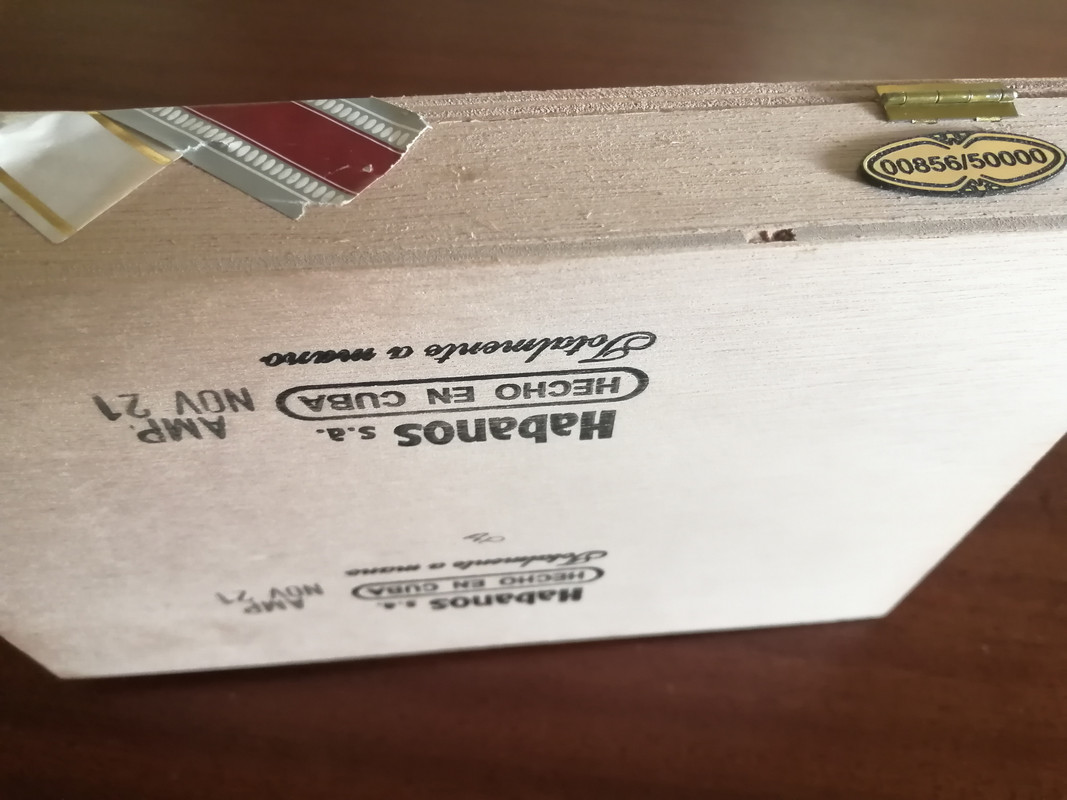 00856/50000
Habanos s.a.
HECHO EN CUBA
Totalmente a mano
AMP.
NOV 21
Habanos s.a.
HECHO EN CUBA
Totalmente a mano
AMP.
NOV 21